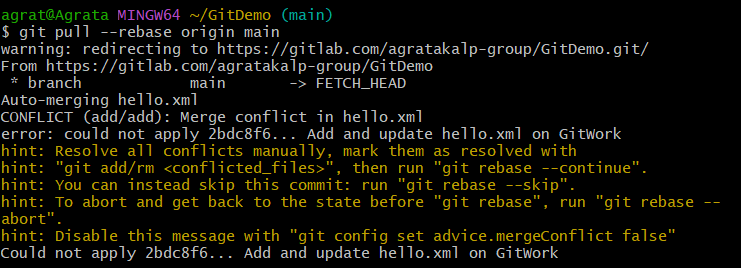 agrat@Agrata MINGW64 ~/GitDemo (main)
$ git pull --rebase origin main
warning: redirecting to https://gitlab.com/agratakalp-group/GitDemo.git/
From https://gitlab.com/agratakalp-group/GitDemo
 * branch            main       -> FETCH_HEAD
Auto-merging hello.xml
CONFLICT (add/add): Merge conflict in hello.xml
error: could not apply 2bdc8f6... Add and update hello.xml on GitWork
hint: Resolve all conflicts manually, mark them as resolved with
hint: "git add/rm <conflicted_files>", then run "git rebase --continue".
hint: You can instead skip this commit: run "git rebase --skip".
hint: To abort and get back to the state before "git rebase", run "git rebase --
abort".
hint: Disable this message with "git config set advice.mergeConflict false"
Could not apply 2bdc8f6... Add and update hello.xml on GitWork